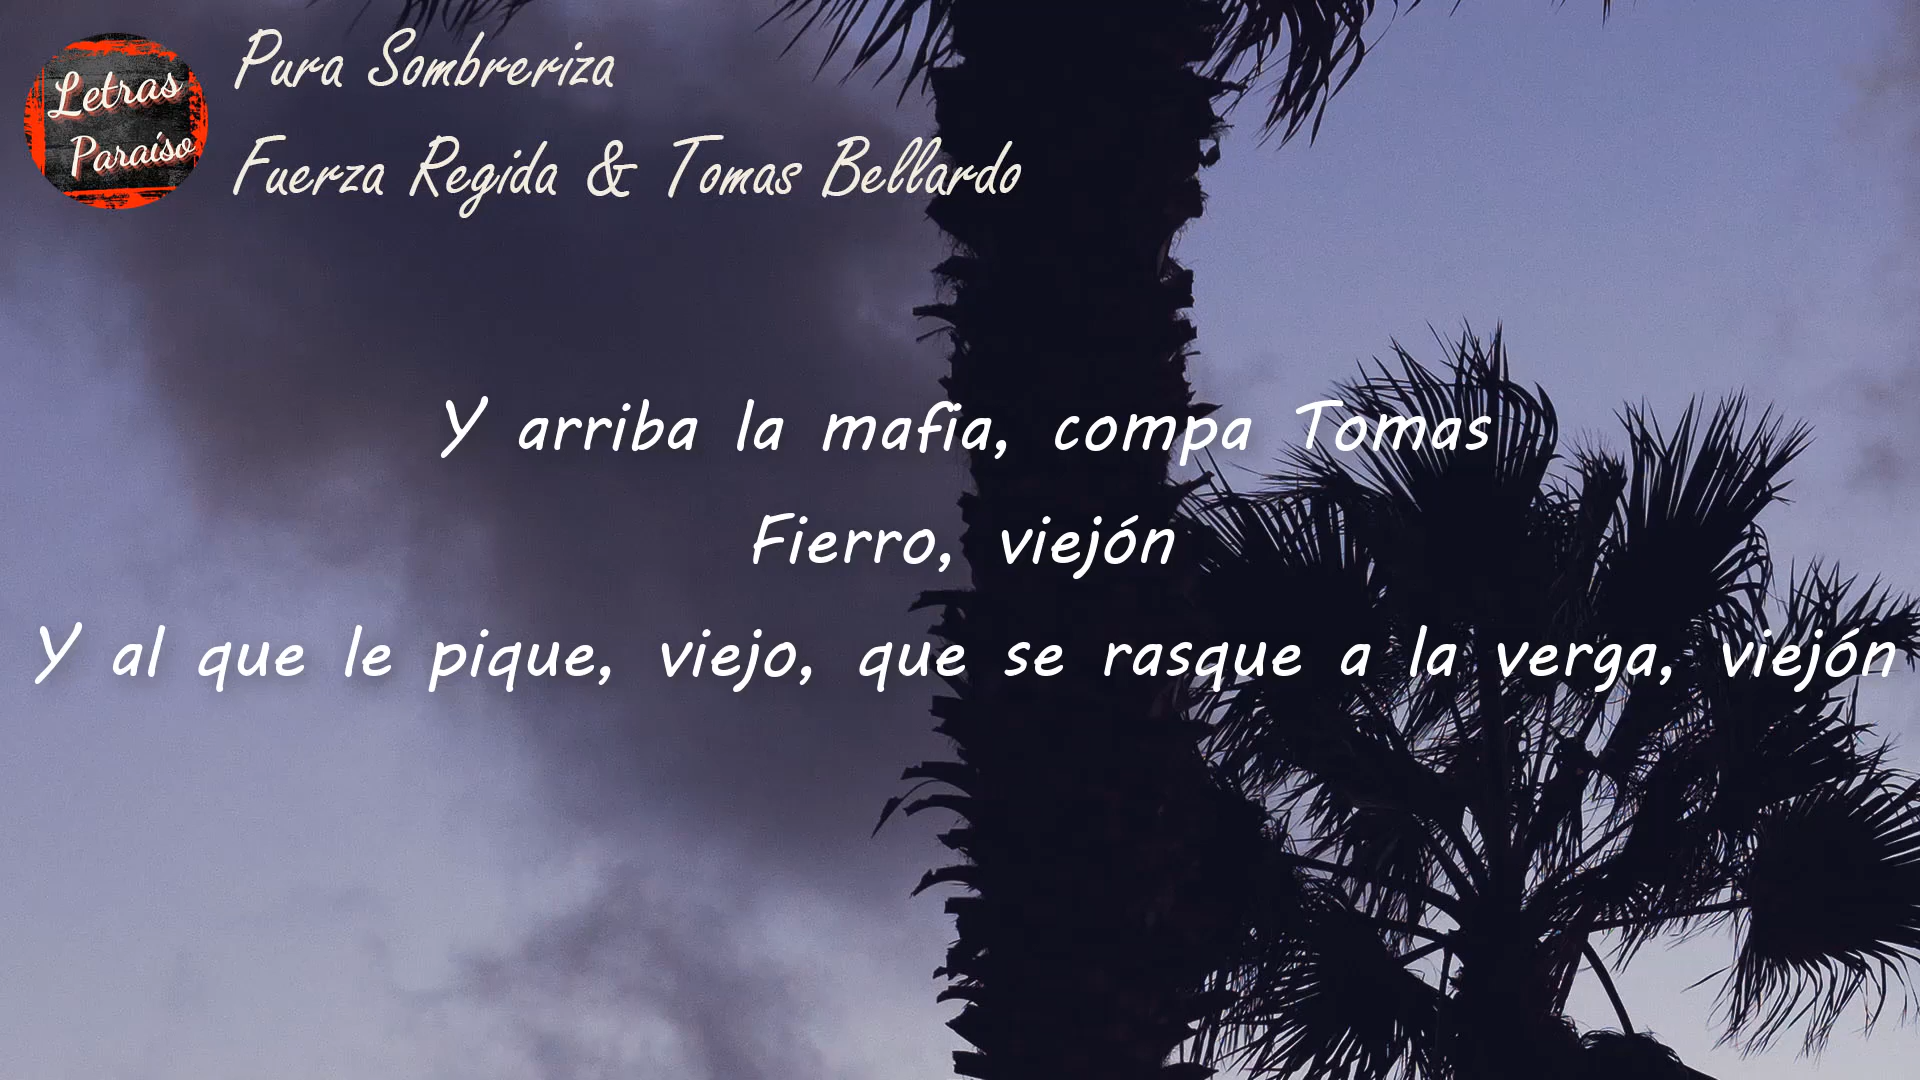 Letras
Paraíso
Pura Sombreriza
Fuerza Regida & Tomas Bellardo
Y arriba la mafia, compa Tomas
Fierro, viejón
Y al que le pique, viejo, que se rasque a la verga, viejón